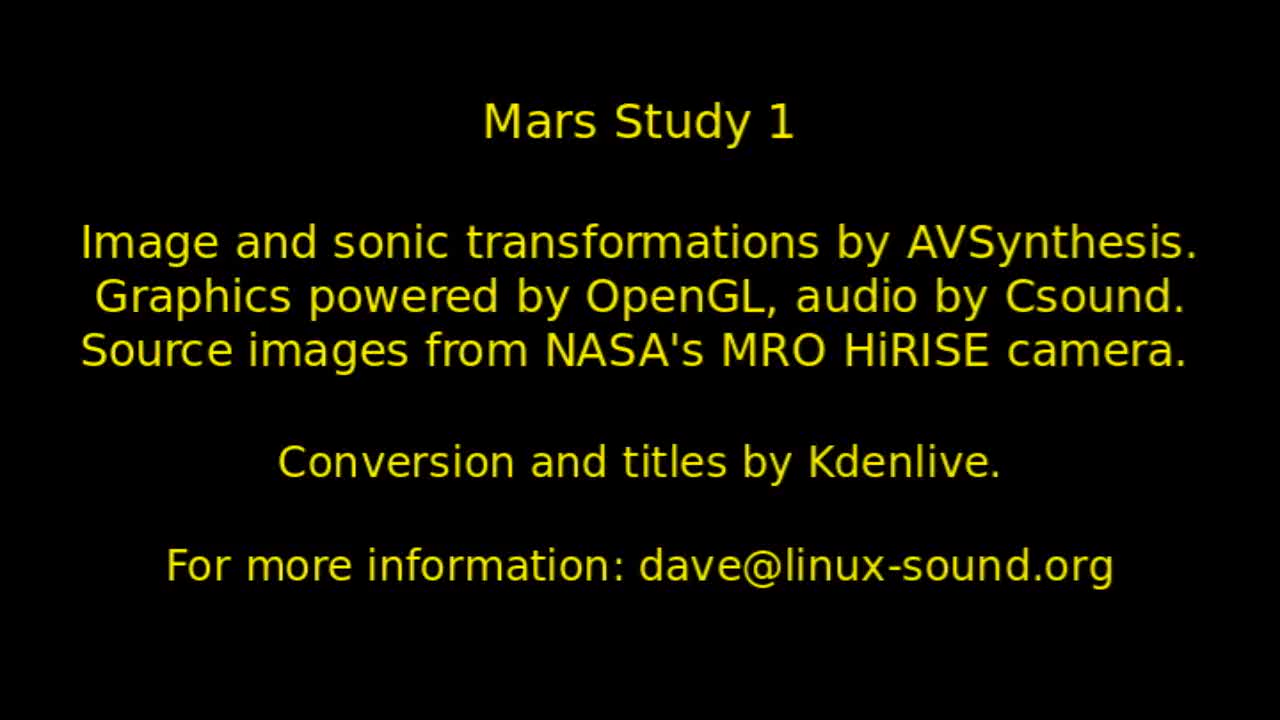 Mars Study 1
Image and sonic transformations by AVSynthesis.
Graphics powered by OpenGL, audio by Csound.
Source images from NASA's MRO HiRISE camera.
Conversion and titles by Kdenlive.
For more information: dave@linux-sound.org